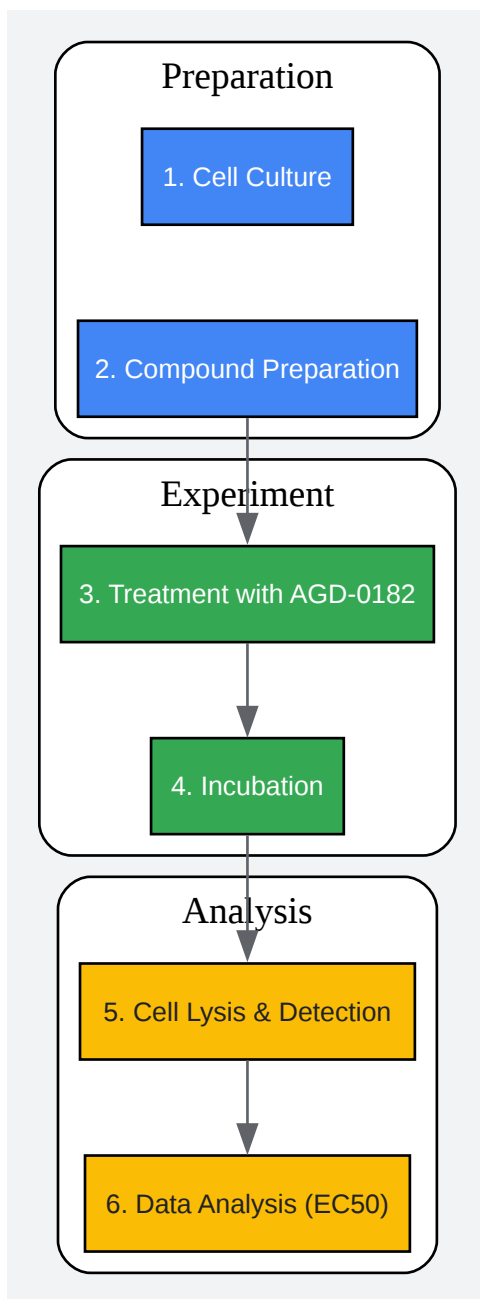 Preparation
1. Cell Culture
2. Compound Preparation
Experiment
3. Treatment with AGD-0182
4. Incubation
Analysis
5. Cell Lysis & Detection
6. Data Analysis (EC50)